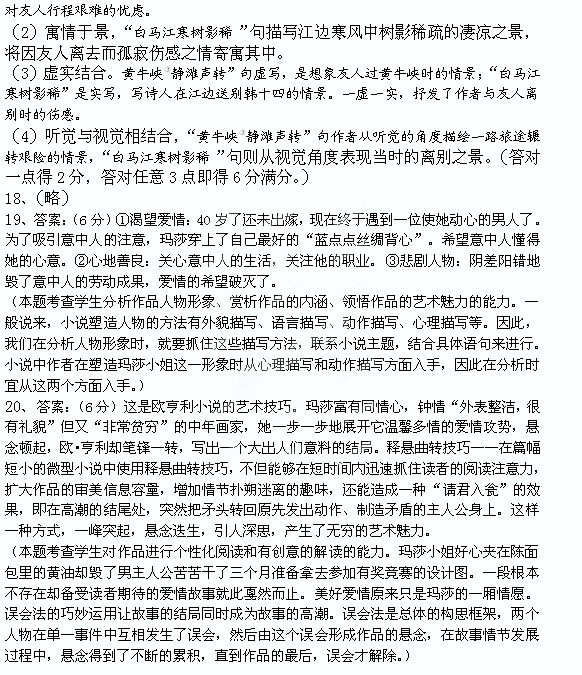 对友人行程艰难的忧虑。
（2）寓情于景，“白马江寒树影稀 ”句描写江边寒风中树影稀疏的凄凉之景，
将因友人离去而孤寂伤感之情寄寓其中。
（3）虚实结合。黄牛峡“静滩声转”句虚写，是想象友人过黄牛峡时的情景；“白马江
寒树影稀”是实写，写诗人在江边送别韩十四的情景。一虚一实，抒发了作者与友人离
别时的伤感。
（4）听觉与视觉相结合，“黄牛峡“静滩声转”句作者从听觉的角度描绘一路旅途辗
转艰险的情景，“白马江寒树影稀 ”句则从视觉角度表现当时的离别之景。（答对
一点得2分，答对任意3点即得6分满分。）
18、（略）
19、答案：（6分）①渴望爱情：40岁了还未出嫁，现在终于遇到一位使她动心的男人了。
为了吸引意中人的注意，玛莎穿上了自己最好的“蓝点点丝绸背心”。希望意中人懂得
她的心意。②心地善良：关心意中人的生活，关注他的职业。③悲剧人物：阴差阳错地
毁了意中人的劳动成果，爱情的希望破灭了。
（本题考查学生分析作品人物形象、赏析作品的内涵、领悟作品的艺术魅力的能力。一
般说来，小说塑造人物的方法有外貌描写、语言描写、动作描写、心理描写等。因此，
我们在分析人物形象时，就要抓住这些描写方法，联系小说主题，结合具体语句来进行。
小说中作者在塑造玛莎小姐这一形象时从心理描写和动作描写方面入手，因此在分析时
宜从这两个方面入手。）
20、答案：（6分）这是欧亨利小说的艺术技巧。玛莎富有同情心，钟情“外表整洁，很
有礼貌”但又“非常贫穷”的中年画家，她一步一步地展开它温馨多情的爱情攻势，悬
念顿起，欧·亨利却笔锋一转，写出一个大出人们意料的结局。释悬曲转技巧——在篇幅
短小的微型小说中使用释悬曲转技巧，不但能够在短时间内迅速抓住读者的阅读注意力，
扩大作品的审美信息容量，增加情节扑朔迷离的趣味，还能造成一种“请君入瓮”的效
果，即在高潮的结尾处，突然把矛头转回原先发出动作、制造矛盾的主人公身上。这样
一种方式，一峰突起，悬念迭生，引人深思，产生了无穷的艺术魅力。
（本题考查学生对作品进行个性化阅读和有创意的解读的能力。玛莎小姐好心夹在陈面
包里的黄油却毁了男主人公苦苦干了三个月准备拿去参加有奖竞赛的设计图。一段根本
不存在却备受读者期待的爱情故事就此戛然而止。美好爱情原来只是玛莎的一厢情愿。
误会法的巧妙运用让故事的结局同时成为故事的高潮。误会法是总体的构思框架，两个
人物在单一事件中互相发生了误会，然后由这个误会形成作品的悬念，在故事情节发展
过程中，悬念得到了不断的累积，直到作品的最后，误会才解除。）